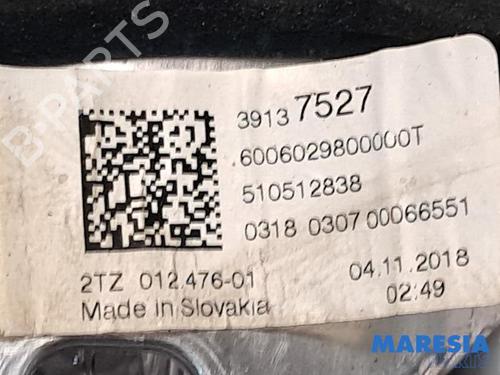 B-PARTS
3913 7527
6006029800000T
510512838
0318 0307 00066551
2TZ 012.476-01
04.11.2018
Made in Slovakia
02:49
MARESIA